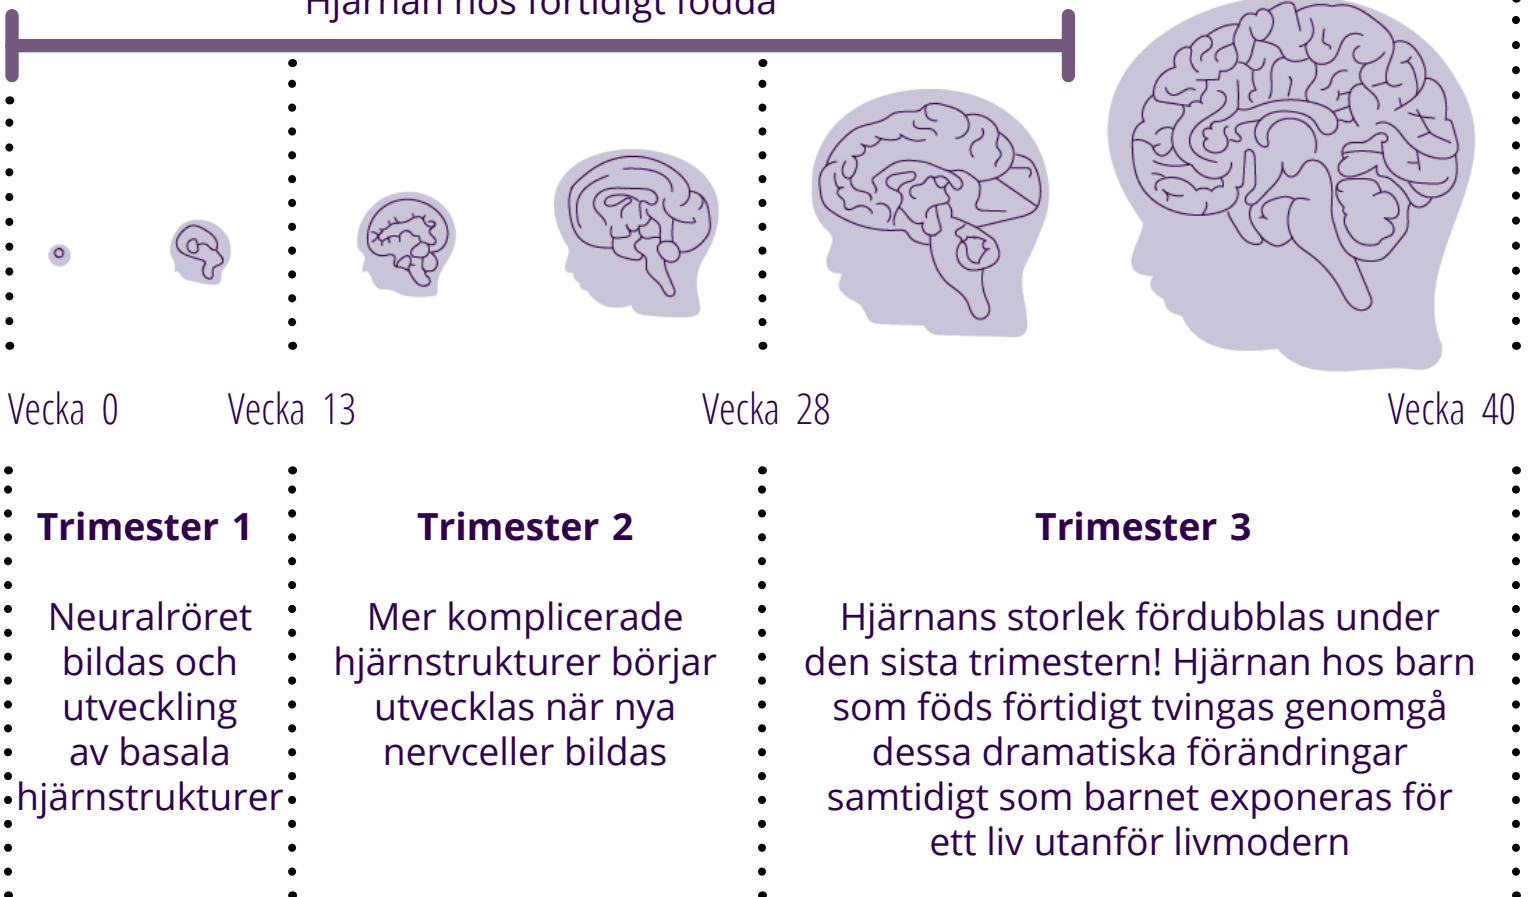 Hjärnan hos förtidigt födda
Vecka 0
Vecka 13
Vecka 28
Vecka 40
Trimester 1
Neuralröret
bildas och
utveckling
av basala
hjärnstrukturer
Trimester 2
Mer komplicerade
hjärnstrukturer börjar
utvecklas när nya
nervceller bildas
Trimester 3
Hjärnans storlek fördubblas under
den sista trimestern! Hjärnan hos barn
som föds förtidigt tvingas genomgå
dessa dramatiska förändringar
samtidigt som barnet exponeras för
ett liv utanför livmodern